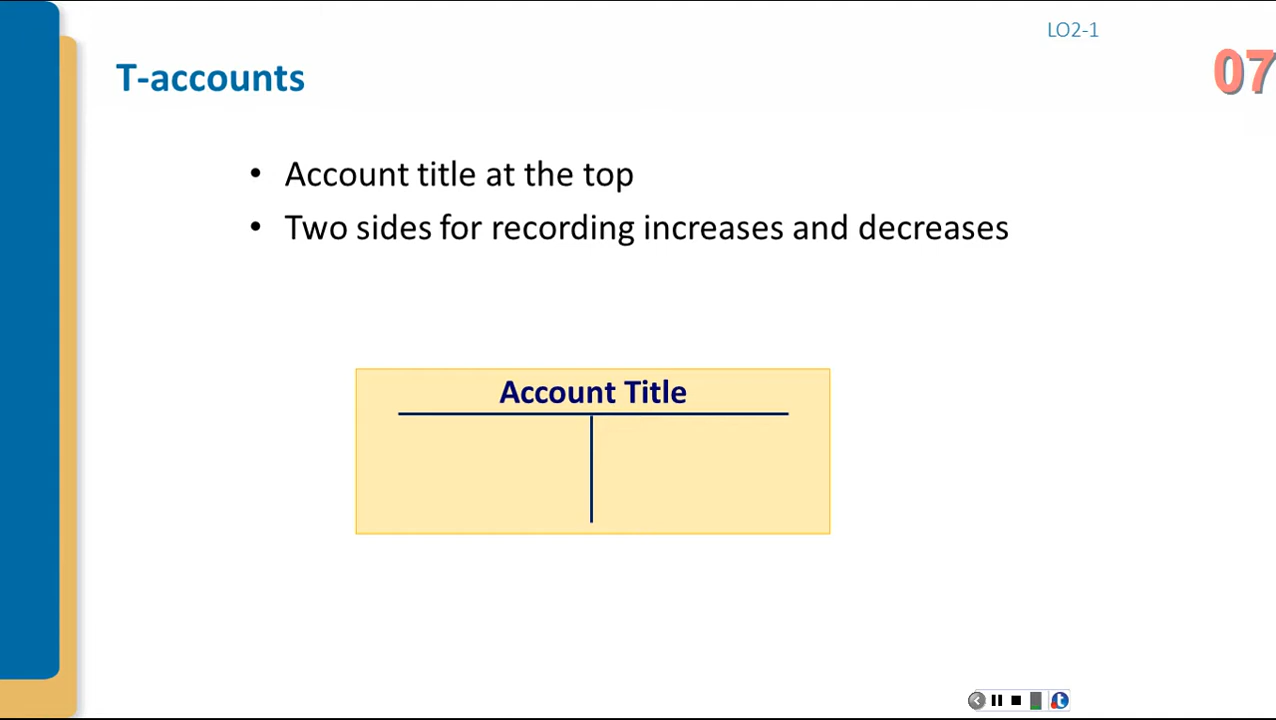 LO2-1
T-accounts
07
• Account title at the top
• Two sides for recording increases and decreases
Account Title
t